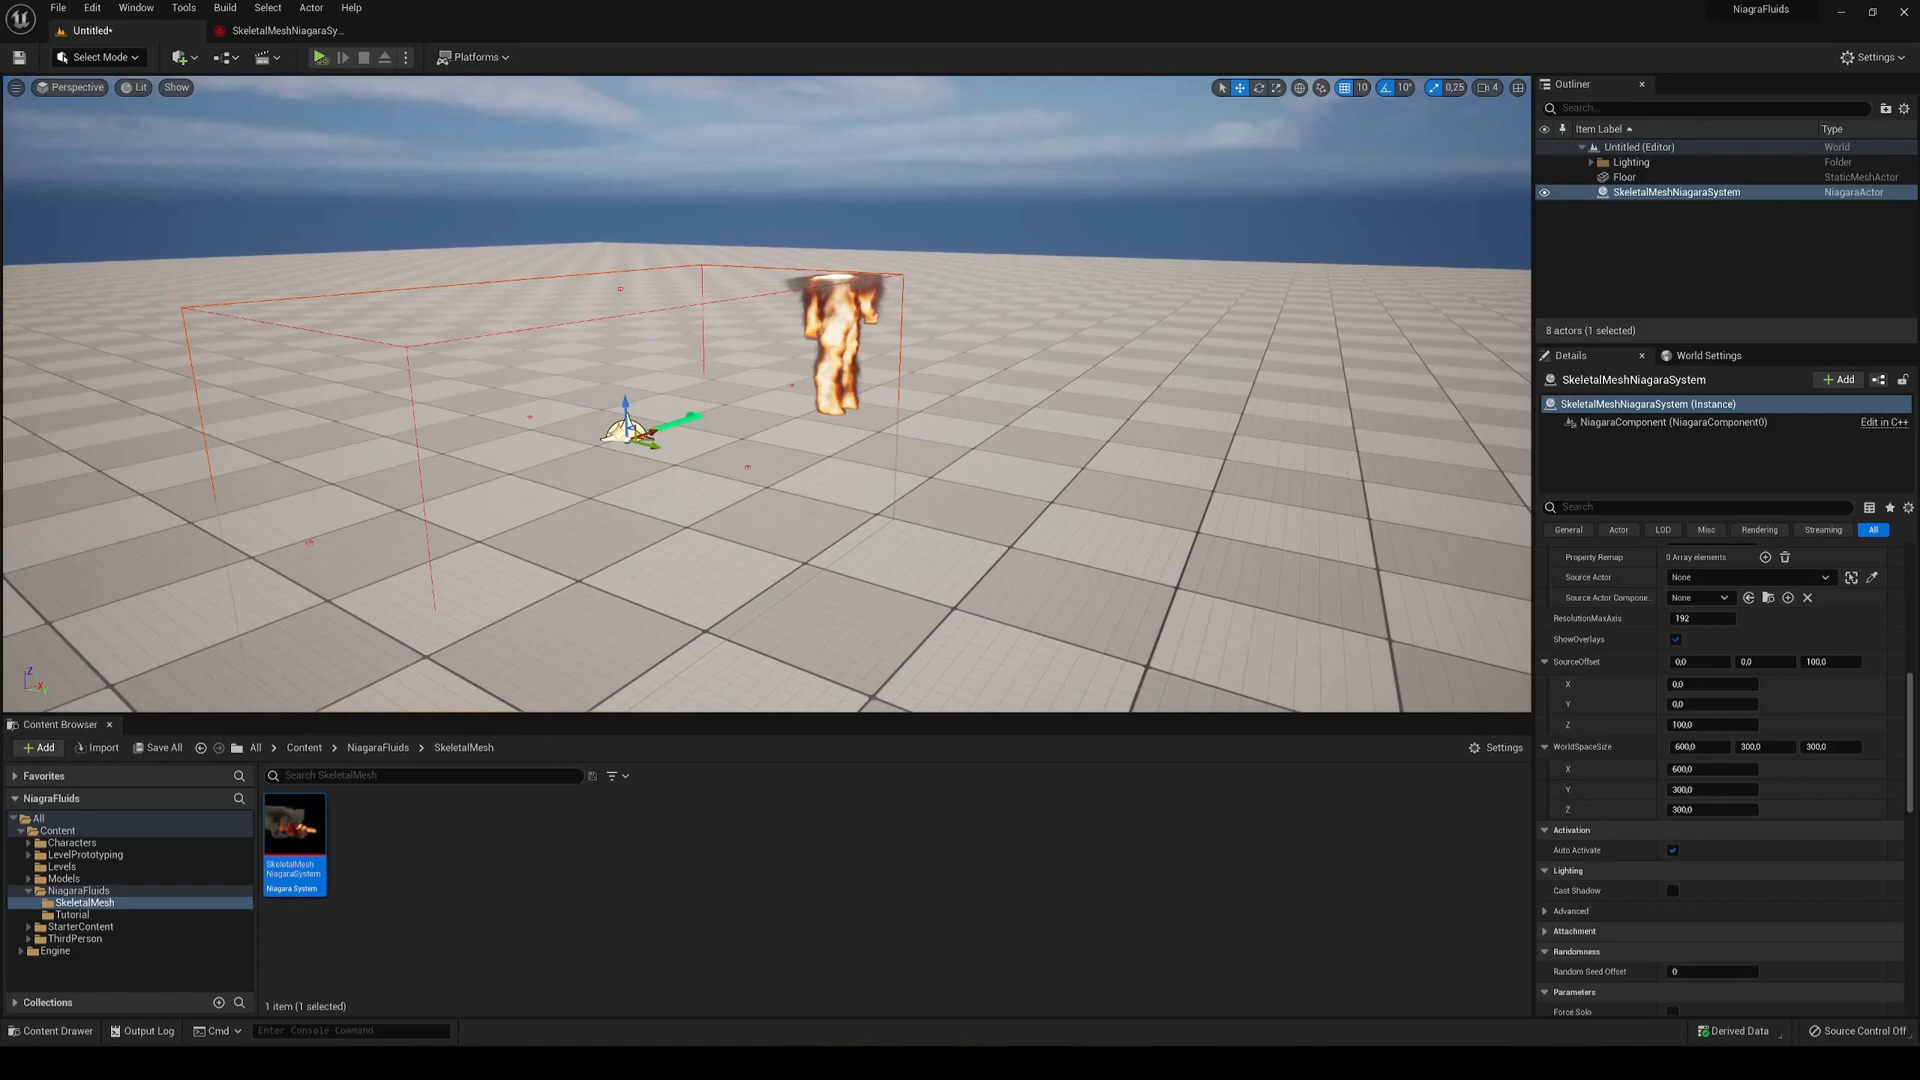 File Edit Window Tools Build Select Actor Help
NiagraFluids
Untitled*
SkeletalMeshNiagaraSy...
Select Mode
Platforms
Settings
Perspective
Lit
Show
10
10°
0,25
4
Z
X
Y
Outliner
Search...
Item Label
Type
Untitled (Editor)
World
Lighting
Folder
Floor
StaticMeshActor
SkeletalMeshNiagaraSystem
NiagaraActor
8 actors (1 selected)
Details
World Settings
SkeletalMeshNiagaraSystem
Add
SkeletalMeshNiagaraSystem (Instance)
NiagaraComponent (NiagaraComponent0)
Edit in C++
Search
General
Actor
LOD
Misc
Rendering
Streaming
All
Property Remap
0 Array elements
Source Actor
None
Source Actor Compone...
None
ResolutionMaxAxis
192
ShowOverlays
SourceOffset
0,0
0,0
100,0
X
0,0
Y
0,0
Z
100,0
WorldSpaceSize
600,0
300,0
300,0
X
600,0
Y
300,0
Z
300,0
Activation
Auto Activate
Lighting
Cast Shadow
Advanced
Attachment
Randomness
Random Seed Offset
0
Parameters
Force Solo
Content Browser
Add
Import
Save All
All
Content
NiagaraFluids
SkeletalMesh
Settings
Favorites
NiagraFluids
All
Content
Characters
LevelPrototyping
Levels
Models
NiagaraFluids
SkeletalMesh
Tutorial
StarterContent
ThirdPerson
Engine
Collections
Search SkeletalMesh
SkeletalMesh
NiagaraSystem
Niagara System
1 item (1 selected)
Content Drawer
Output Log
Cmd
Enter Console Command
Derived Data
Source Control Off